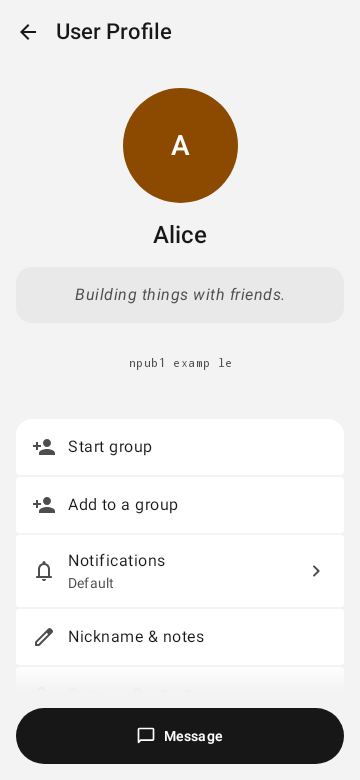 User Profile
A
Alice
Building things with friends.
npub1 examp le
Start group
Add to a group
Notifications
Default
Nickname & notes
Message